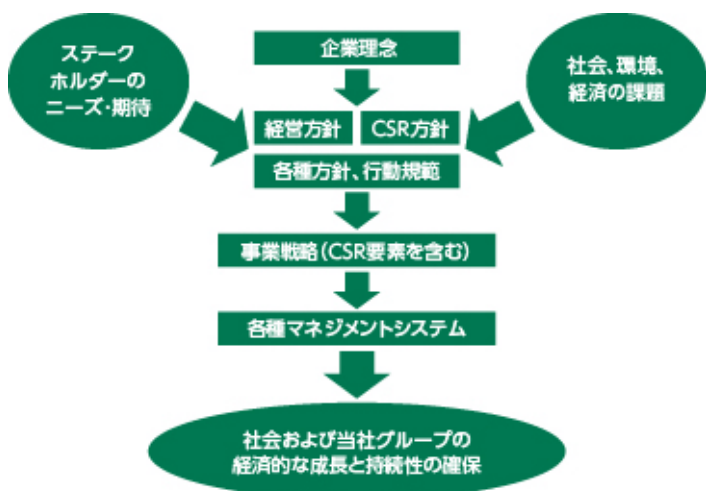 ステーク
ホルダーの
ニーズ・期待
企業理念
社会、環境、
経済の課題
経営方針
CSR方針
各種方針、行動規範
事業戦略(CSR要素を含む)
各種マネジメントシステム
社会および当社グループの
経済的な成長と持続性の確保